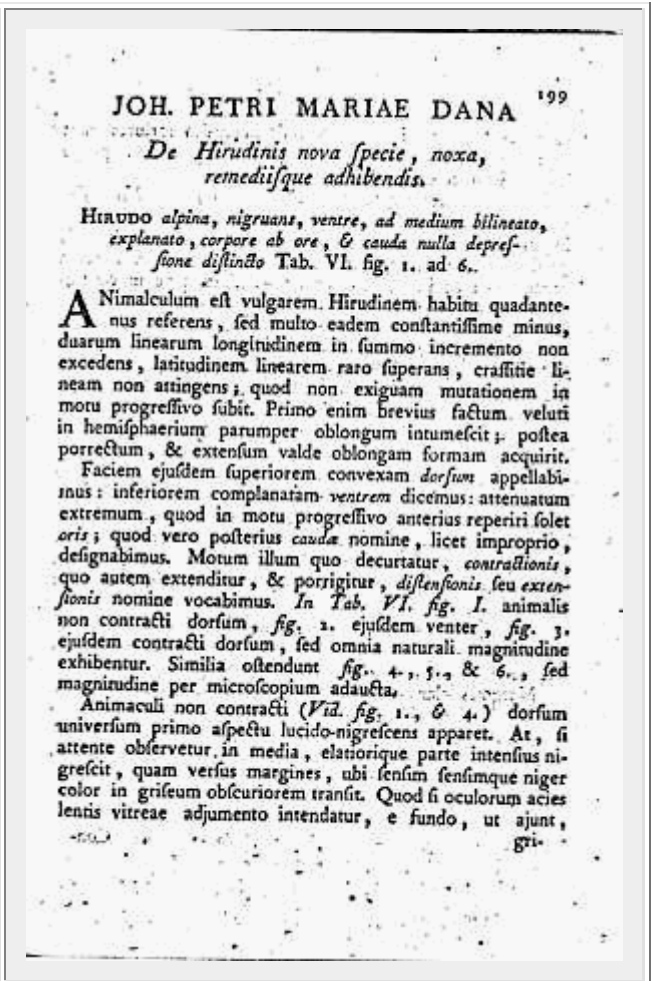 199
JOH. PETRI MARIAE DANA
De Hirudinis nova ſpecie, noxa,
remediiſque adhibendis.
HIRUDO alpina, nigruans, ventre, ad medium bilineato,
explanato, corpore ab ore, & cauda nulla depreſ-
ſione diſtincto Tab. VI. fig. 1. ad 6.
ANimalculum eſt vulgarem Hirudinem habitu quadante-
nus referens, ſed multo eadem conſtantiſſime minus,
duarum linearum longitudinem in ſummo incremento non
excedens, latitudinem linearem raro ſuperans, craſſitie li-
neam non attingens; quod non exiguam mutationem in
motu progreſſivo ſubit. Primo enim brevius factum veluti
in hemiſphaerium parumper oblongum intumeſcit; poſtea
porrectum, & extenſum valde oblongam formam acquirit.
Faciem ejuſdem ſuperiorem convexam dorſum appellabi-
mus: inferiorem complanatam ventrem dicemus: attenuatum
extremum, quod in motu progreſſivo anterius reperiri ſolet
oris; quod vero poſterius caudæ nomine, licet improprio,
deſignabimus. Motum illum quo decurtatur, contractionis,
quo autem extenditur, & porrigitur, diſtenſionis ſeu exten-
ſionis nomine vocabimus. In Tab. VI. fig. I. animalis
non contracti dorſum, fig. 2. ejuſdem venter, fig. 3.
ejuſdem contracti dorſum, ſed omnia naturali magnitudine
exhibentur. Similia oſtendunt fig. 4., 5., & 6., ſed
magnitudine per microſcopium adaucta.
Animaculi non contracti (Vid. fig. 1., & 4.) dorſum
univerſum primo aſpectu lucido-nigreſcens apparet. At, ſi
attente obſervetur in media, elatiorique parte intenſius ni-
greſcit, quam verſus margines, ubi ſenſim ſenſimque niger
color in griſeum obſcuriorem tranſit. Quod ſi oculorum acies
lentis vitreae adjumento intendatur, e fundo, ut ajunt,
gri-